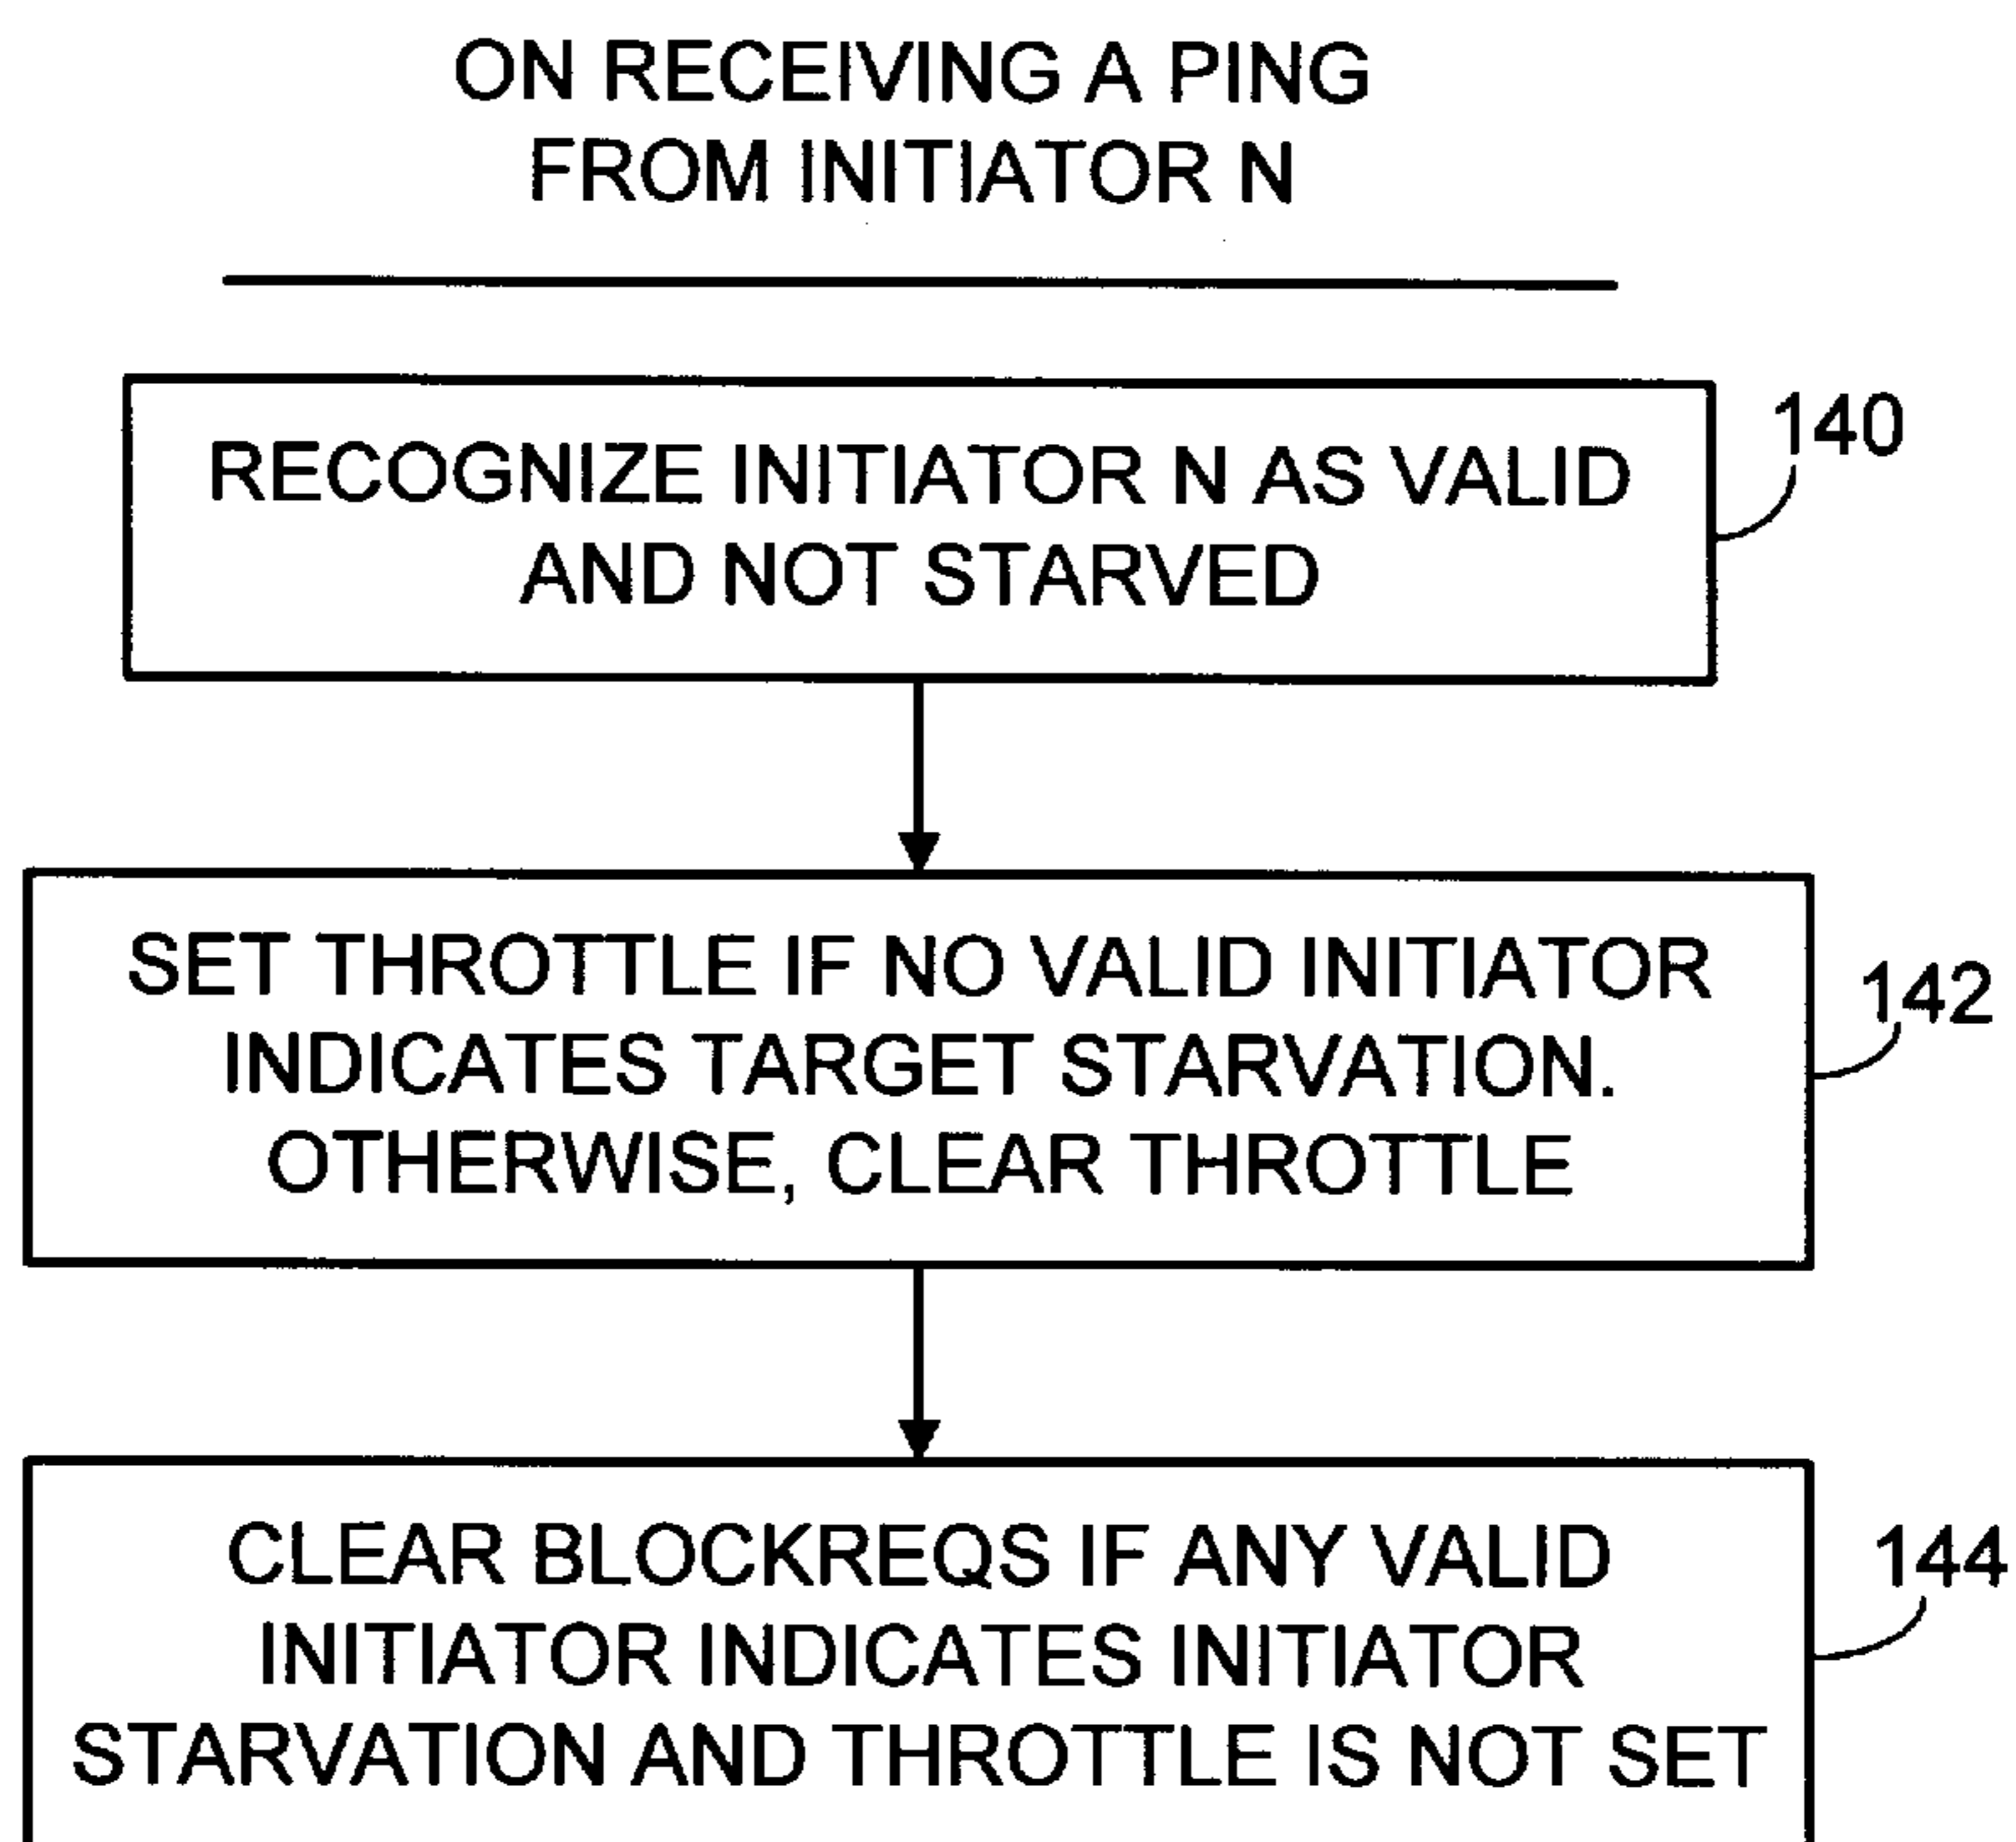 ON RECEIVING A PING
FROM INITIATOR N
RECOGNIZE INITIATOR N AS VALID
AND NOT STARVED
140
SET THROTTLE IF NO VALID INITIATOR
INDICATES TARGET STARVATION.
OTHERWISE, CLEAR THROTTLE
142
CLEAR BLOCKREQS IF ANY VALID
INITIATOR INDICATES INITIATOR
STARVATION AND THROTTLE IS NOT SET
144